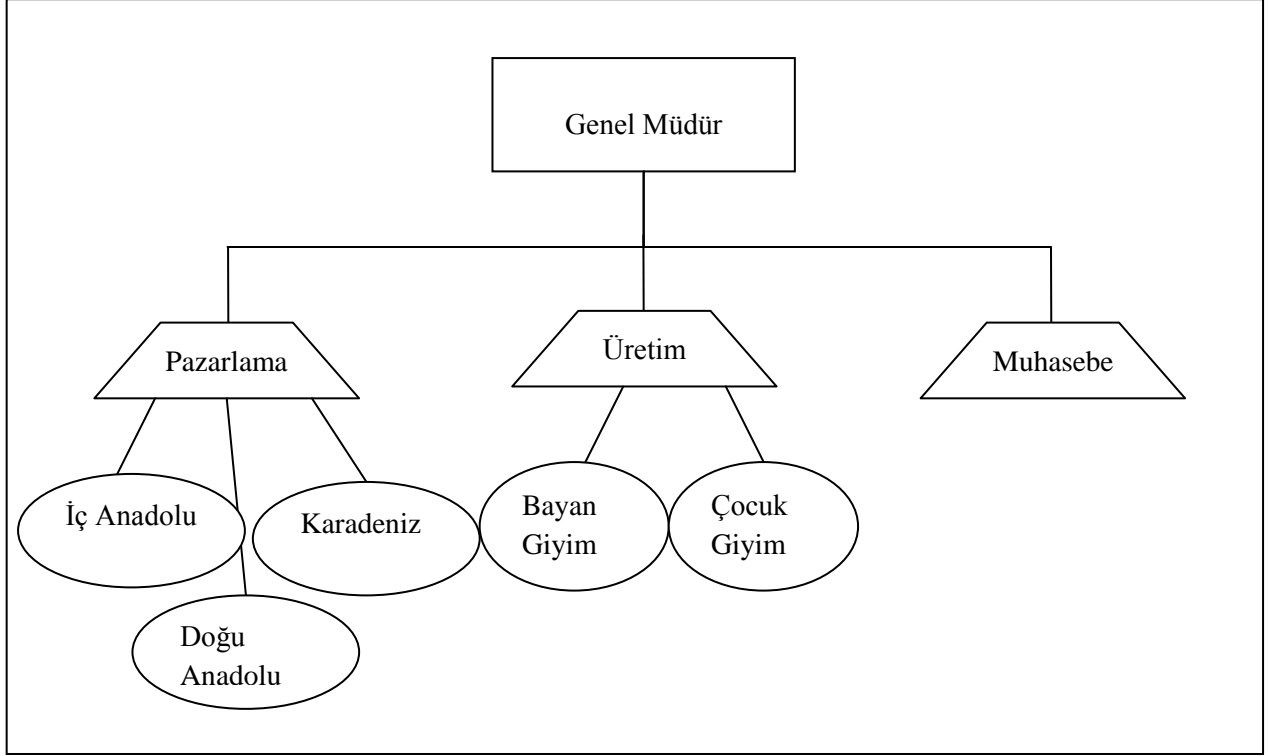 Genel Müdür
Pazarlama
Üretim
Muhasebe
İç Anadolu
Karadeniz
Bayan
Giyim
Çocuk
Giyim
Doğu
Anadolu